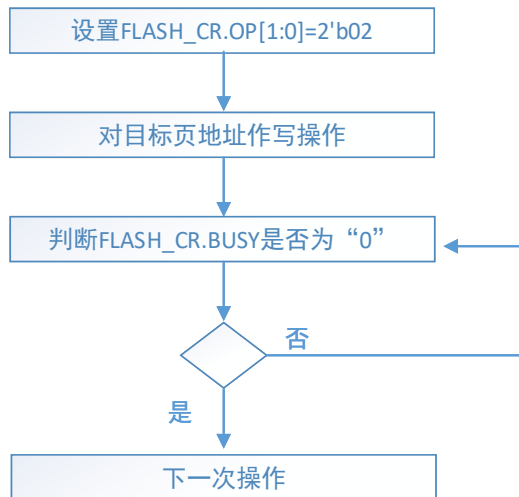 设置FLASH_CR.OP[1:0]=2'b02
对目标页地址作写操作
判断FLASH_CR.BUSY是否为“0”
否
是
下一次操作